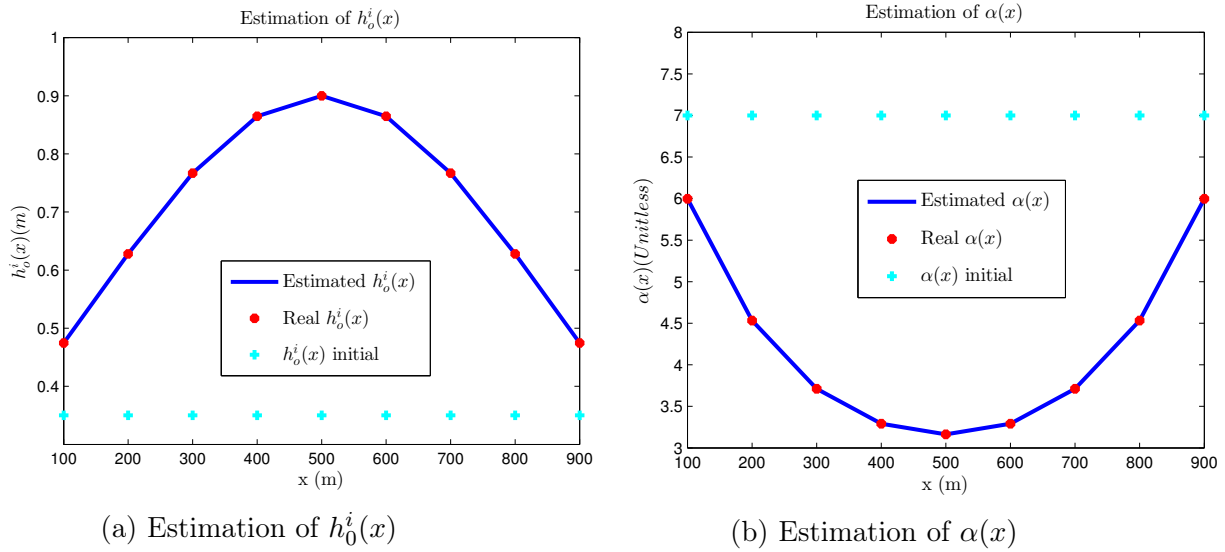 Estimation of $h_o^i(x)$
1
0.9
0.8
0.7
0.6
0.5
0.4
$h_o^i(x)(m)$
Estimated $h_o^i(x)$
Real $h_o^i(x)$
$h_o^i(x)$ initial
100 200 300 400 500 600 700 800 900
x (m)
(a) Estimation of $h_0^i(x)$
Estimation of $\alpha(x)$
8
7.5
7
6.5
6
5.5
5
4.5
4
3.5
3
$\alpha(x)(Unitless)$
Estimated $\alpha(x)$
Real $\alpha(x)$
$\alpha(x)$ initial
100 200 300 400 500 600 700 800 900
x (m)
(b) Estimation of $\alpha(x)$